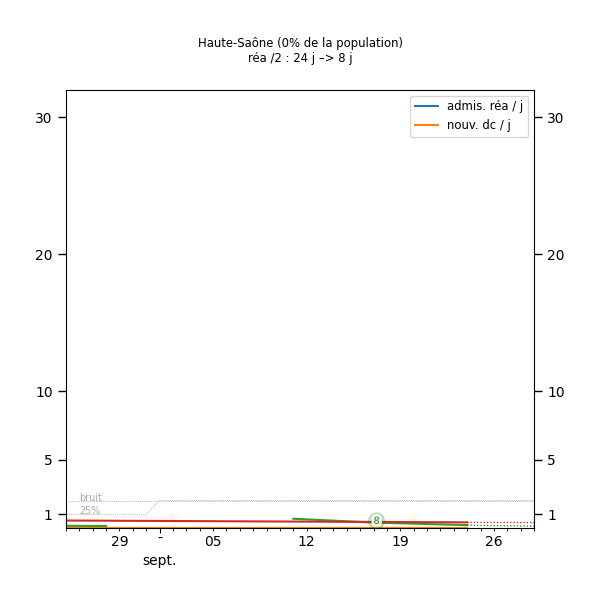 Haute-Saône (0% de la population)
réa /2 : 24 j –> 8 j
admis. réa / j
nouv. dc / j
30 30
20 20
10 10
5 5
bruit
25%
1 8 1
29 - 05 12 19 26
sept.